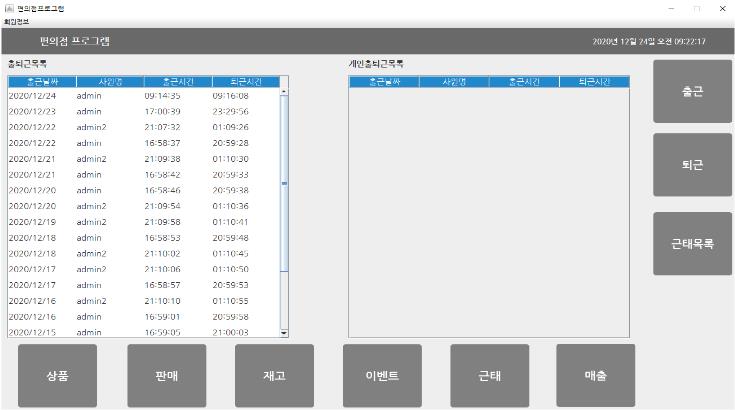 편의점프로그램
회원정보
편의점 프로그램
2020년 12월 24일 오전 09:22:17
출퇴근목록
출근날짜 사원명 출근시간 퇴근시간
2020/12/24 admin 09:14:35 09:16:08
2020/12/23 admin 17:00:39 23:29:56
2020/12/22 admin2 21:07:32 01:09:26
2020/12/22 admin 16:58:37 20:59:28
2020/12/21 admin2 21:09:38 01:10:30
2020/12/21 admin 16:58:42 20:59:33
2020/12/20 admin 16:58:46 20:59:38
2020/12/20 admin2 21:09:54 01:10:36
2020/12/19 admin2 21:09:58 01:10:41
2020/12/18 admin 16:58:53 20:59:48
2020/12/18 admin2 21:10:02 01:10:45
2020/12/17 admin2 21:10:06 01:10:50
2020/12/17 admin 16:58:57 20:59:53
2020/12/16 admin2 21:10:10 01:10:55
2020/12/16 admin 16:59:01 20:59:58
2020/12/15 admin 16:59:05 21:00:03
개인출퇴근목록
출근날짜 사원명 출근시간 퇴근시간
출근
퇴근
근태목록
상품
판매
재고
이벤트
근태
매출